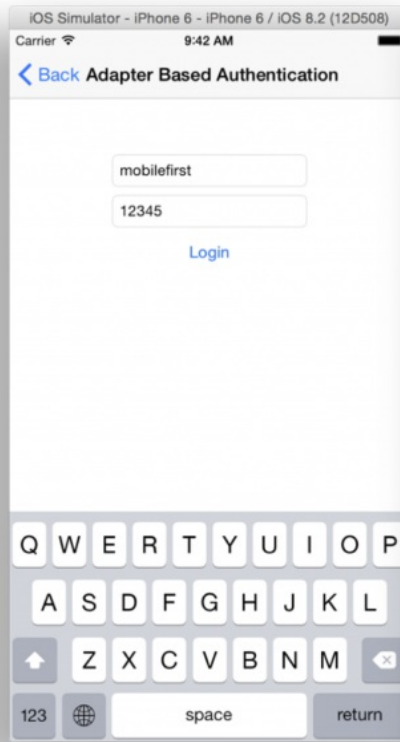 iOS Simulator - iPhone 6 - iPhone 6 / iOS 8.2 (12D508)
Carrier 9:42 AM
Back Adapter Based Authentication
mobilefirst
12345
Login
Q W E R T Y U I O P
A S D F G H J K L
Z X C V B N M
123 space return